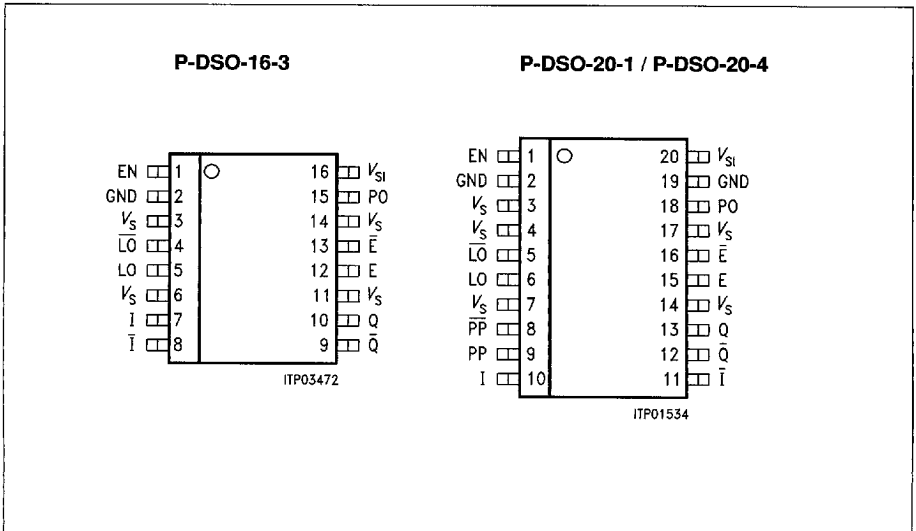 P-DSO-16-3
EN 1 16 V_SI
GND 2 15 PO
V_S 3 14 V_S
L̅O̅ 4 13 E̅
LO 5 12 E
V_S 6 11 V_S
I 7 10 Q
I̅ 8 9 Q̅
ITP03472
P-DSO-20-1 / P-DSO-20-4
EN 1 20 V_SI
GND 2 19 GND
V_S 3 18 PO
V_S 4 17 V_S
L̅O̅ 5 16 E̅
LO 6 15 E
V_S 7 14 V_S
P̅P̅ 8 13 Q
PP 9 12 Q̅
I 10 11 I̅
ITP01534